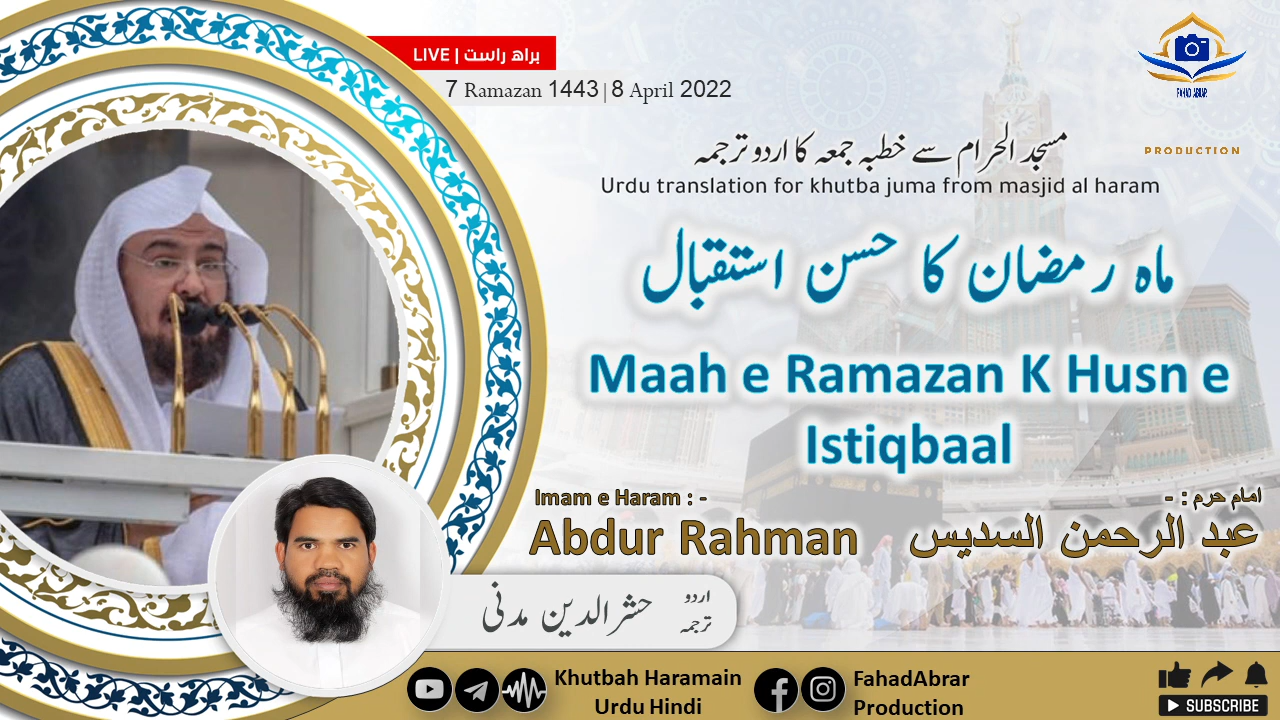 LIVE | براہ راست
7 Ramazan 1443 | 8 April 2022
FAHAD ABRAR
PRODUCTION
مسجد الحرام سے خطبہ جمعہ کا اردو ترجمہ
Urdu translation for khutba juma from masjid al haram
ماہ رمضان کا حسن استقبال
Maah e Ramazan K Husn e
Istiqbaal
Imam e Haram : -
امام حرم : -
Abdur Rahman
عبد الرحمن السديس
اردو
ترجمہ
حشر الدین مدنی
Khutbah Haramain
Urdu Hindi
FahadAbrar
Production
SUBSCRIBE